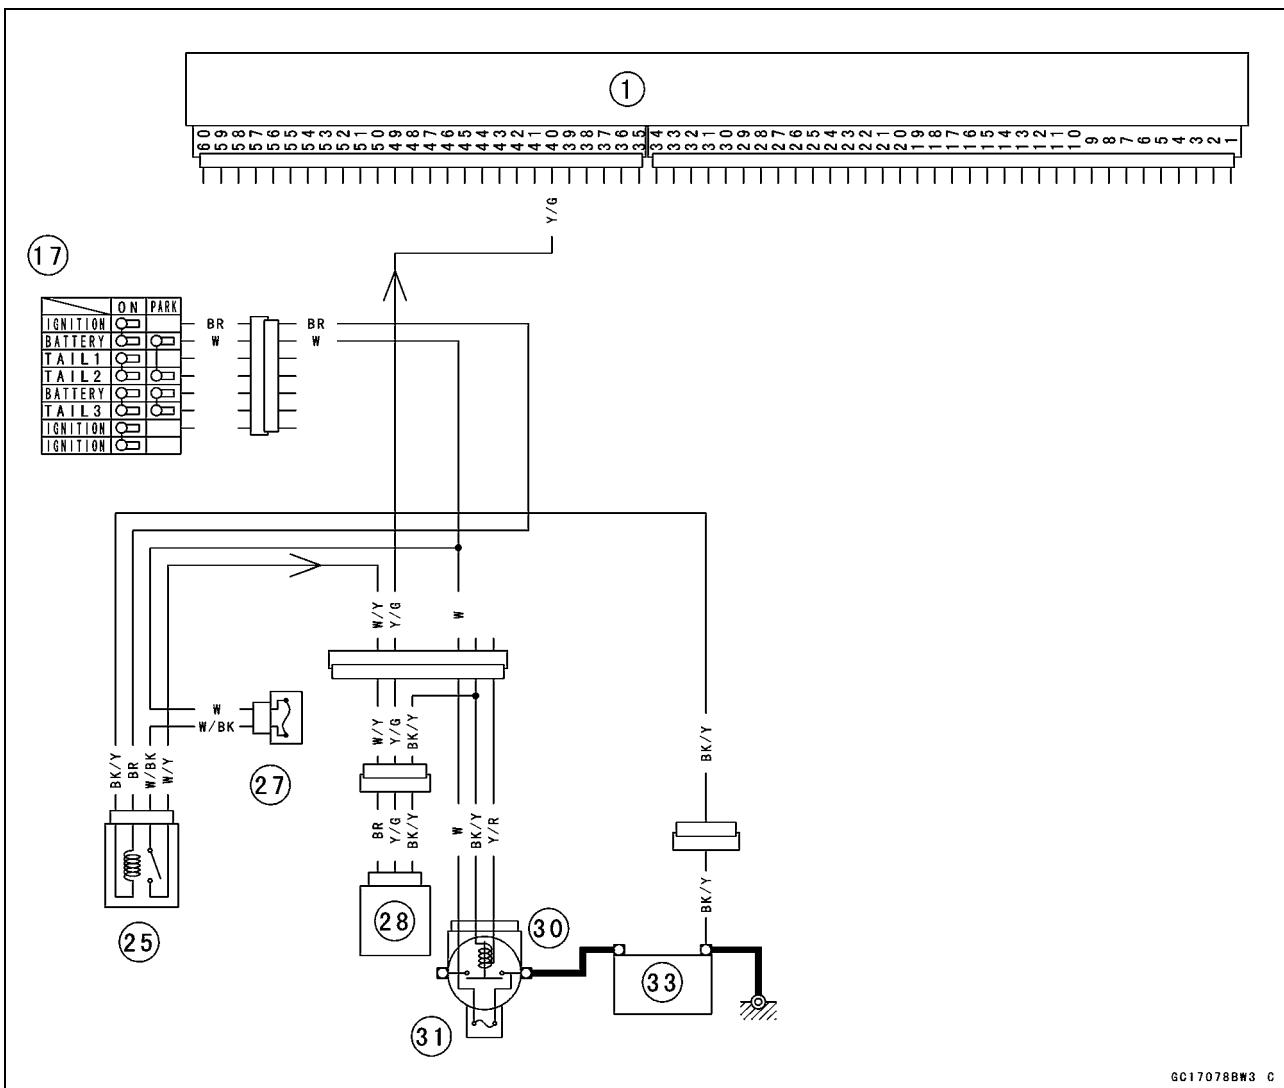 1
60 59 58 57 56 55 54 53 52 51 50 49 48 47 46 45 44 43 42 41 40 39 38 37 36 35 34 33 32 31 30 29 28 27 26 25 24 23 22 21 20 19 18 17 16 15 14 13 12 11 10 9 8 7 6 5 4 3 2 1
Y/G
17
ON PARK
IGNITION
BATTERY
TAIL1
TAIL2
BATTERY
TAIL3
IGNITION
IGNITION
BR BR
W W
W/Y Y/G W
W
W/BK
BK/Y BR W/BK W/Y
27
W/Y Y/G BK/Y
BK/Y
BR Y/G BK/Y
W BK/Y Y/R
BK/Y
25
28
30
33
31
GC17078BW3 C